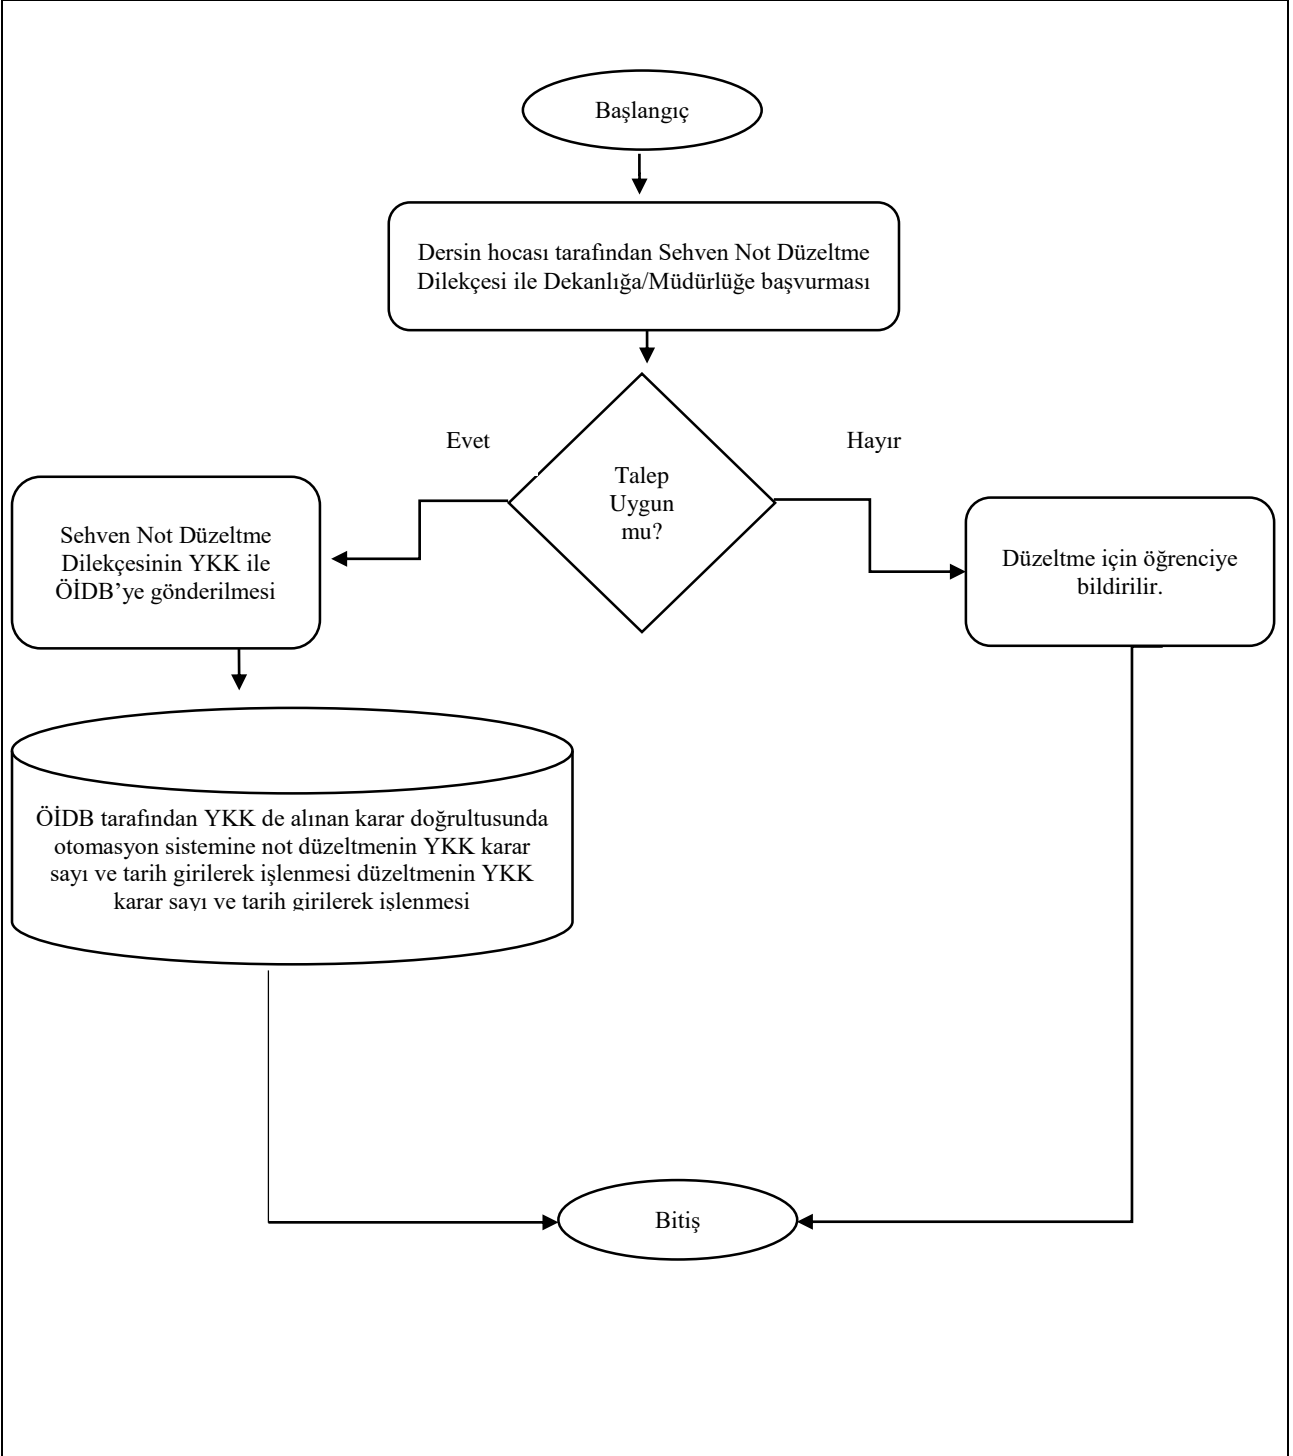 Başlangıç
Dersin hocası tarafından Sehven Not Düzeltme
Dilekçesi ile Dekanlığa/Müdürlüğe başvurması
Evet
Hayır
Talep
Uygun
mu?
Sehven Not Düzeltme
Dilekçesinin YKK ile
ÖİDB’ye gönderilmesi
Düzeltme için öğrenciye
bildirilir.
ÖİDB tarafından YKK de alınan karar doğrultusunda
otomasyon sistemine not düzeltmenin YKK karar
sayı ve tarih girilerek işlenmesi düzeltmenin YKK
karar sayı ve tarih girilerek işlenmesi
Bitiş